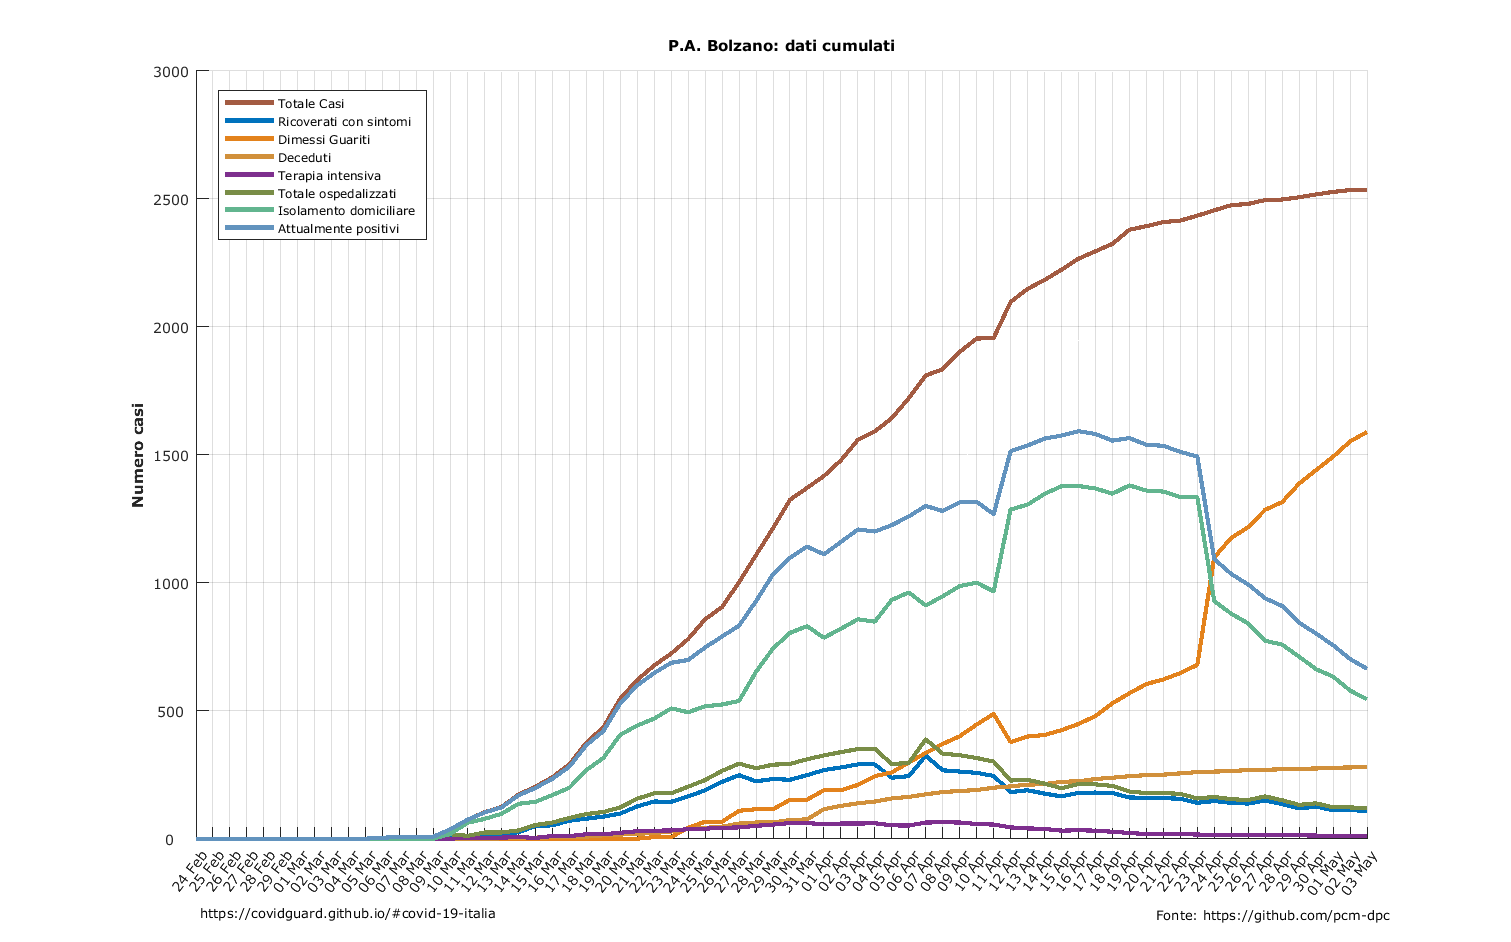 P.A. Bolzano: dati cumulati
3000
2500
2000
1500
1000
500
0
Numero casi
Totale Casi
Ricoverati con sintomi
Dimessi Guariti
Deceduti
Terapia intensiva
Totale ospedalizzati
Isolamento domiciliare
Attualmente positivi
24 Feb
25 Feb
26 Feb
27 Feb
28 Feb
29 Feb
01 Mar
02 Mar
03 Mar
04 Mar
05 Mar
06 Mar
07 Mar
08 Mar
09 Mar
10 Mar
11 Mar
12 Mar
13 Mar
14 Mar
15 Mar
16 Mar
17 Mar
18 Mar
19 Mar
20 Mar
21 Mar
22 Mar
23 Mar
24 Mar
25 Mar
26 Mar
27 Mar
28 Mar
29 Mar
30 Mar
31 Mar
01 Apr
02 Apr
03 Apr
04 Apr
05 Apr
06 Apr
07 Apr
08 Apr
09 Apr
10 Apr
11 Apr
12 Apr
13 Apr
14 Apr
15 Apr
16 Apr
17 Apr
18 Apr
19 Apr
20 Apr
21 Apr
22 Apr
23 Apr
24 Apr
25 Apr
26 Apr
27 Apr
28 Apr
29 Apr
30 Apr
01 May
02 May
03 May
https://covidguard.github.io/#covid-19-italia
Fonte: https://github.com/pcm-dpc